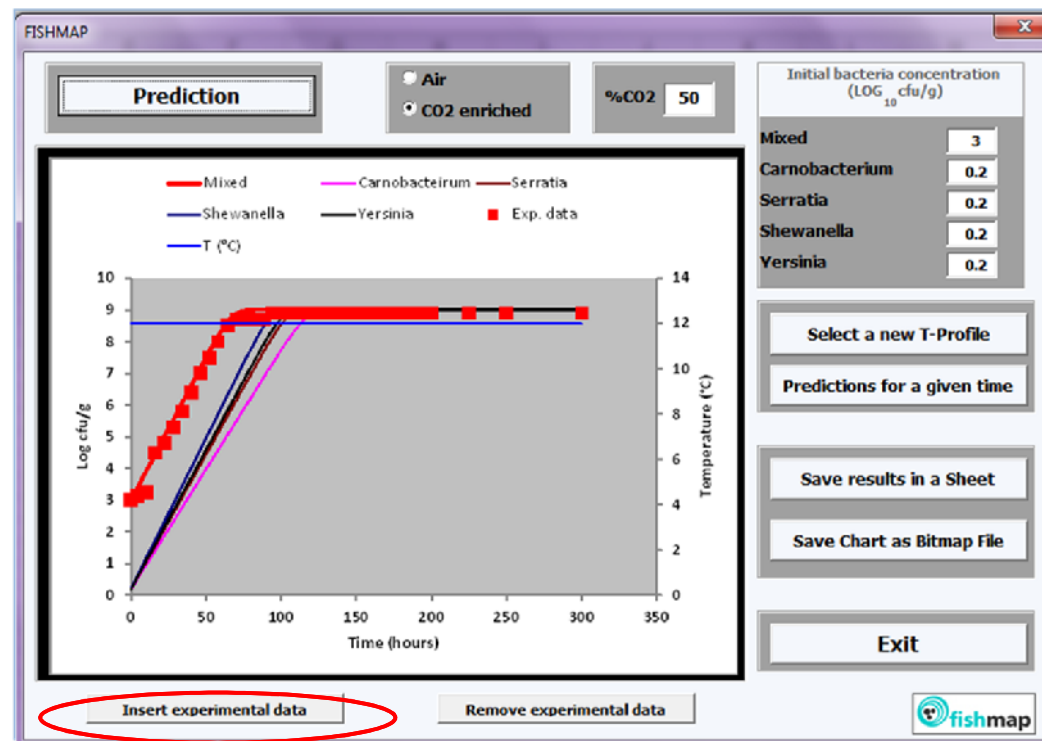 FISHMAP
Prediction
Air
CO2 enriched
%CO2 50
Initial bacteria concentration
(LOG10 cfu/g)
Mixed 3
Carnobacterium 0.2
Serratia 0.2
Shewanella 0.2
Yersinia 0.2
Mixed Carnobacteirum Serratia
Shewanella Yersinia Exp. data
T (°C)
Log cfu/g
10
9
8
7
6
5
4
3
2
1
0
14
12
10
8
6
4
2
0
Temperature (°C)
0 50 100 150 200 250 300 350
Time (hours)
Select a new T-Profile
Predictions for a given time
Save results in a Sheet
Save Chart as Bitmap File
Exit
Insert experimental data Remove experimental data
fishmap